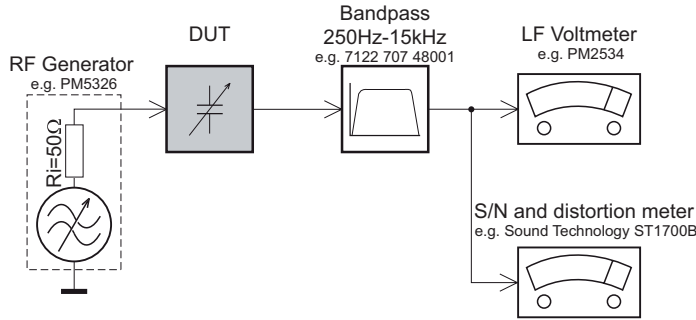 RF Generator
e.g. PM5326
Ri=50Ω
DUT
Bandpass
250Hz-15kHz
e.g. 7122 707 48001
LF Voltmeter
e.g. PM2534
S/N and distortion meter
e.g. Sound Technology ST1700B